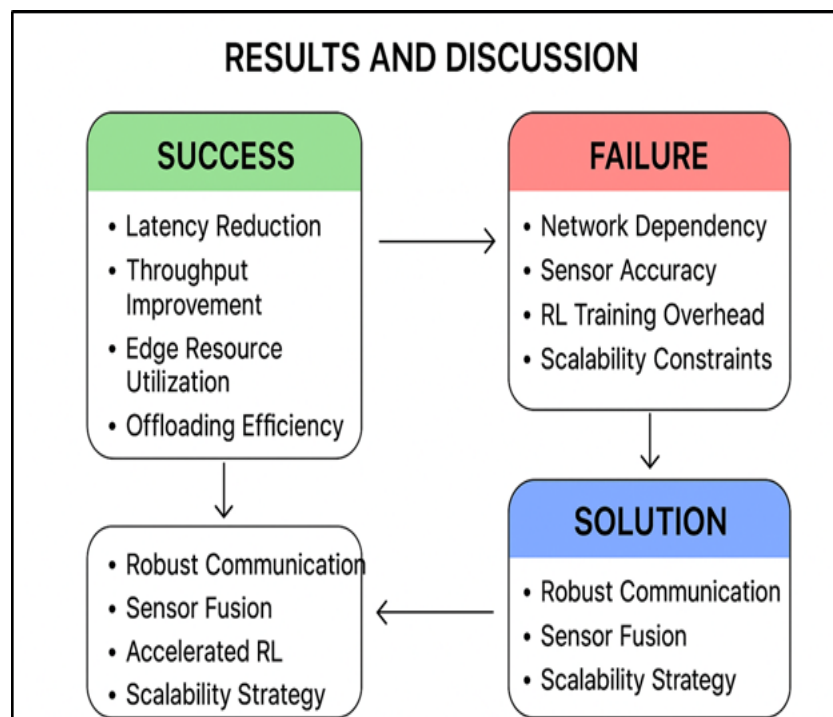 RESULTS AND DISCUSSION
SUCCESS
• Latency Reduction
• Throughput
Improvement
• Edge Resource
Utilization
• Offloading Efficiency
FAILURE
• Network Dependency
• Sensor Accuracy
• RL Training Overhead
• Scalability Constraints
• Robust Communication
• Sensor Fusion
• Accelerated RL
• Scalability Strategy
SOLUTION
• Robust Communication
• Sensor Fusion
• Scalability Strategy